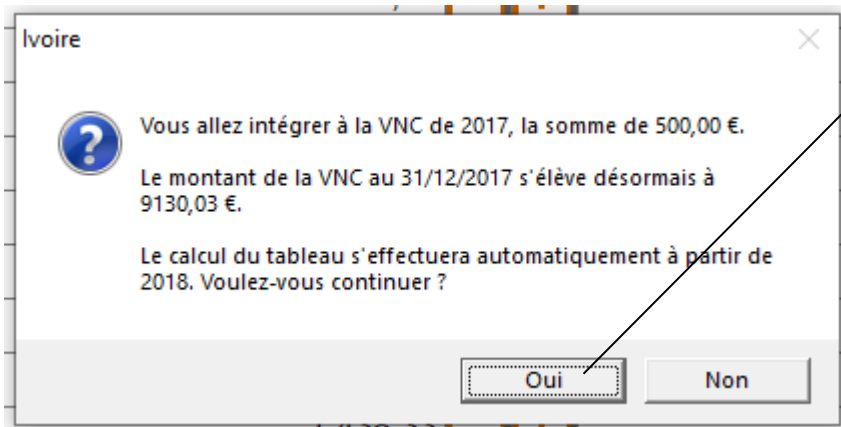 Ivoire
Vous allez intégrer à la VNC de 2017, la somme de 500,00 €.
Le montant de la VNC au 31/12/2017 s'élève désormais à
9130,03 €.
Le calcul du tableau s'effectuera automatiquement à partir de
2018. Voulez-vous continuer ?
Oui
Non